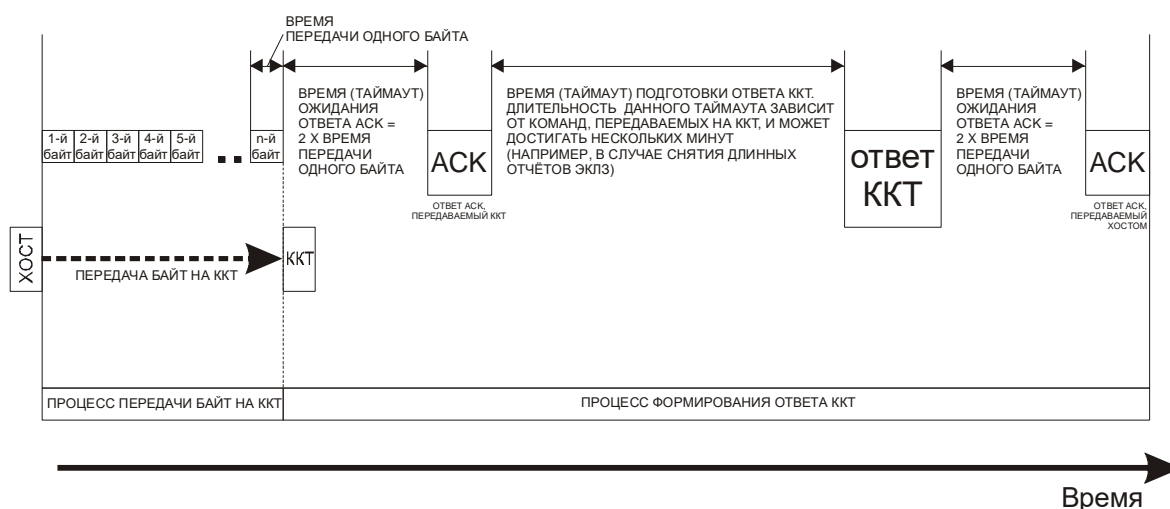 ВРЕМЯ
ПЕРЕДАЧИ ОДНОГО БАЙТА
1-й байт
2-й байт
3-й байт
4-й байт
5-й байт
n-й байт
ВРЕМЯ (ТАЙМАУТ)
ОЖИДАНИЯ
ОТВЕТА ACK =
2 X ВРЕМЯ
ПЕРЕДАЧИ
ОДНОГО БАЙТА
ACK
ОТВЕТ ACK,
ПЕРЕДАВАЕМЫЙ ККТ
ВРЕМЯ (ТАЙМАУТ) ПОДГОТОВКИ ОТВЕТА ККТ.
ДЛИТЕЛЬНОСТЬ ДАННОГО ТАЙМАУТА ЗАВИСИТ
ОТ КОМАНД, ПЕРЕДАВАЕМЫХ НА ККТ, И МОЖЕТ
ДОСТИГАТЬ НЕСКОЛЬКИХ МИНУТ
(НАПРИМЕР, В СЛУЧАЕ СНЯТИЯ ДЛИННЫХ
ОТЧЁТОВ ЭКЛЗ)
ответ
ККТ
ВРЕМЯ (ТАЙМАУТ)
ОЖИДАНИЯ
ОТВЕТА ACK =
2 X ВРЕМЯ
ПЕРЕДАЧИ
ОДНОГО БАЙТА
ACK
ОТВЕТ ACK,
ПЕРЕДАВАЕМЫЙ
ХОСТОМ
ХОСТ
ПЕРЕДАЧА БАЙТ НА ККТ
ККТ
ПРОЦЕСС ПЕРЕДАЧИ БАЙТ НА ККТ
ПРОЦЕСС ФОРМИРОВАНИЯ ОТВЕТА ККТ
Время